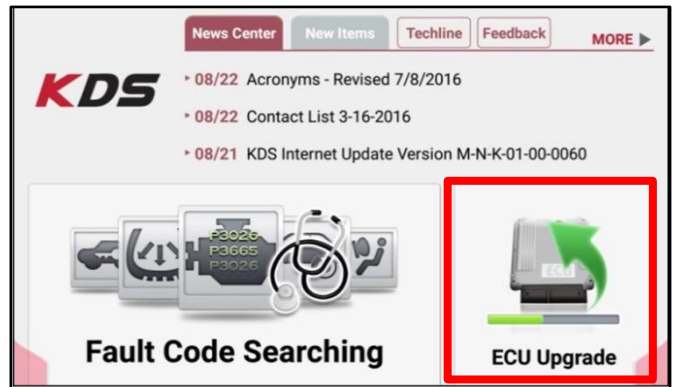 News Center New Items Techline Feedback MORE
KDS
08/22 Acronyms - Revised 7/8/2016
08/22 Contact List 3-16-2016
08/21 KDS Internet Update Version M-N-K-01-00-0060
P3026
P3665
P3026
ECU
Fault Code Searching
ECU Upgrade